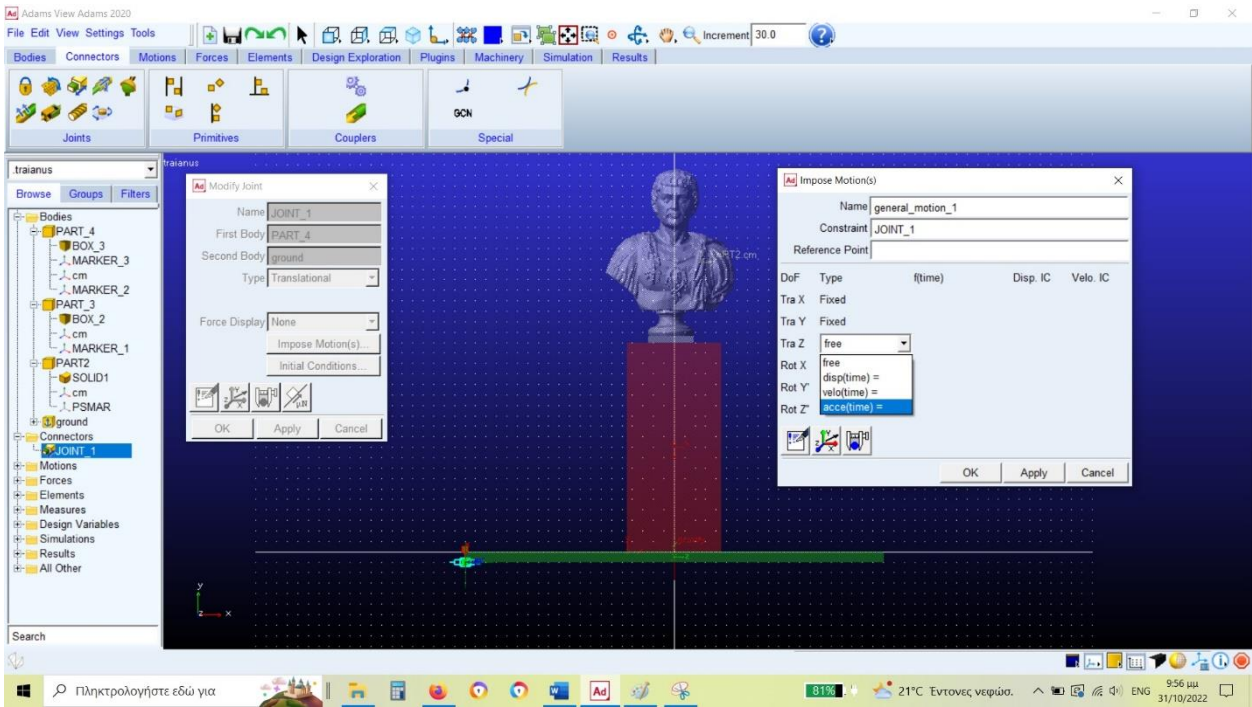 Adams View Adams 2020
File Edit View Settings Tools
Increment 30.0
Bodies Connectors Motions Forces Elements Design Exploration Plugins Machinery Simulation Results
GCN
Joints Primitives Couplers Special
.traianus
Browse Groups Filters
Bodies
PART_4
BOX_3
MARKER_3
cm
MARKER_2
PART_3
BOX_2
cm
MARKER_1
PART2
SOLID1
cm
PSMAR
ground
Connectors
JOINT_1
Motions
Forces
Elements
Measures
Design Variables
Simulations
Results
All Other
Search
traianus
Modify Joint
Name JOINT_1
First Body PART_4
Second Body ground
Type Translational
Force Display None
Impose Motion(s)...
Initial Conditions...
OK Apply Cancel
PART2.cm
y
z x
Impose Motion(s)
Name general_motion_1
Constraint JOINT_1
Reference Point
DoF Type f(time) Disp. IC Velo. IC
Tra X Fixed
Tra Y Fixed
Tra Z free
Rot X free
disp(time) =
Rot Y' velo(time) =
Rot Z" acce(time) =
OK Apply Cancel
Πληκτρολογήστε εδώ για
W Ad
81% 21°C Έντονες νεφώσ. ENG 9:56 μμ
31/10/2022